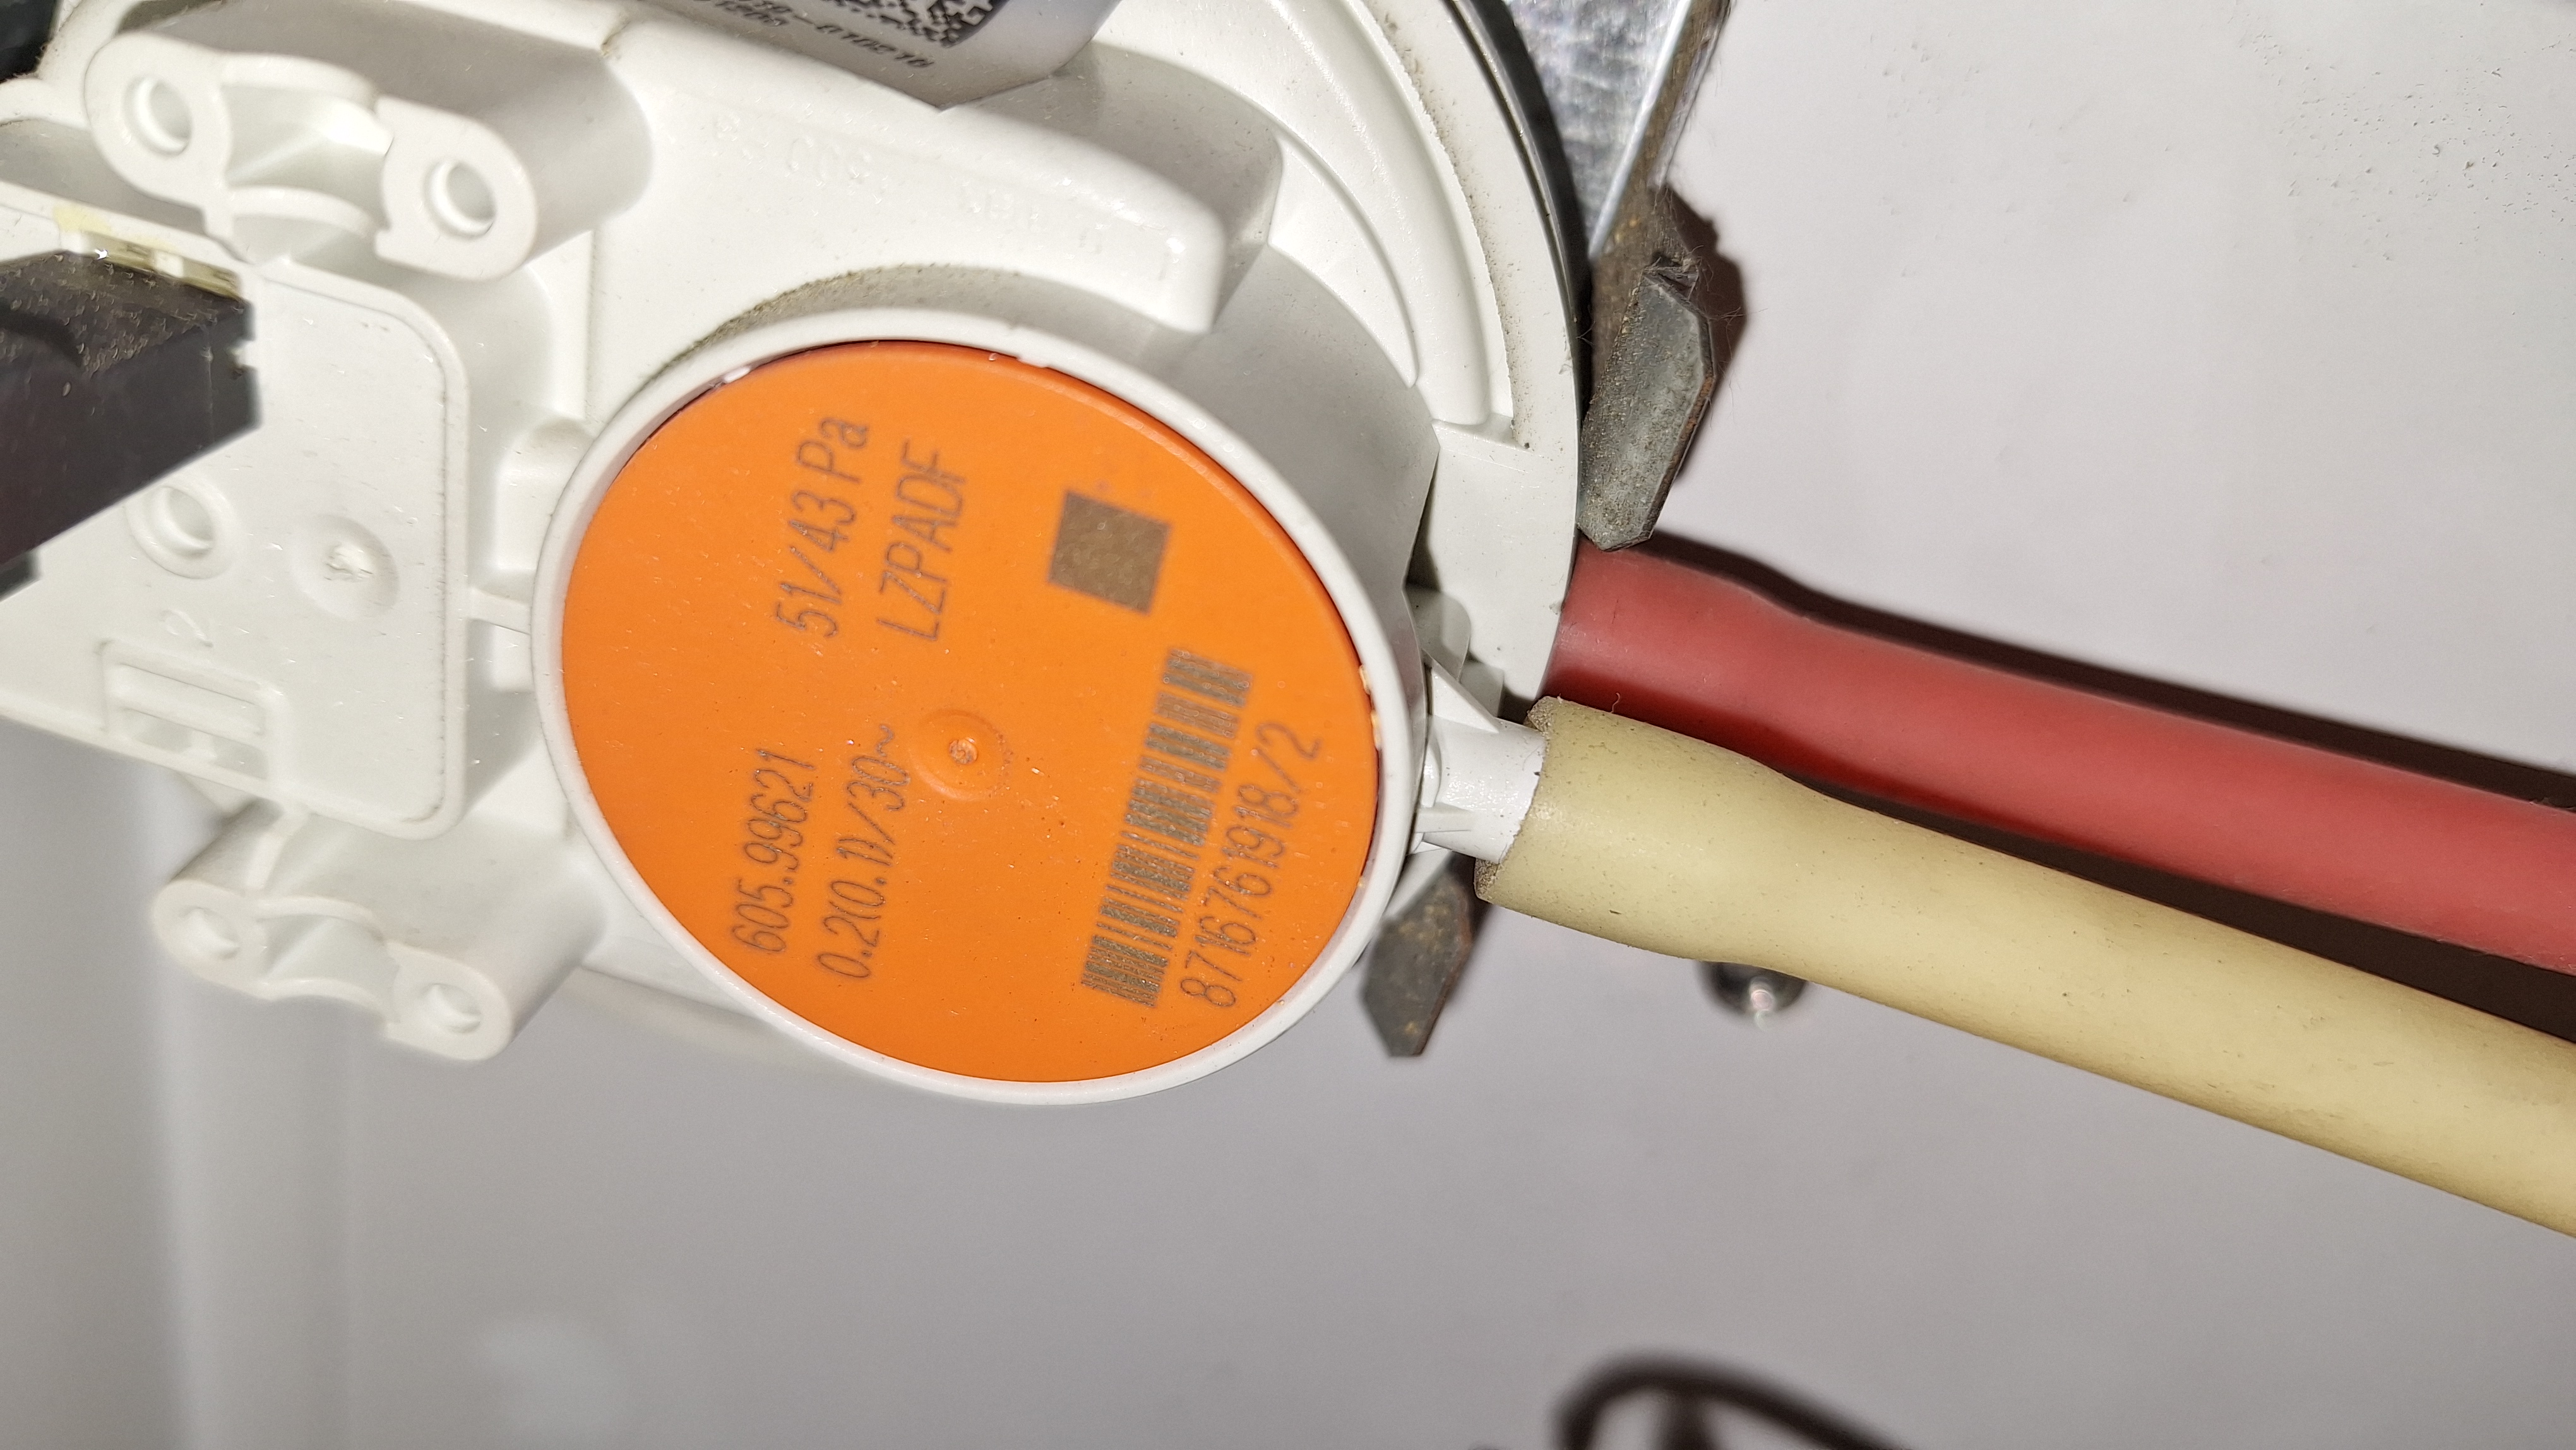 605.99621 51/43 Pa
0.2(0.1)/30~ LZPADF
8716761918/2